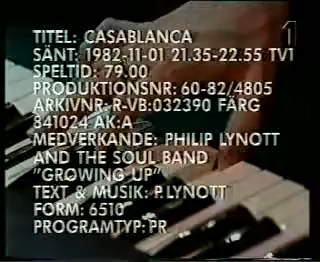 TITEL: CASABLANCA
SÄNT: 1982-11-01 21.35-22.55 TV1
SPELTID: 79.00
PRODUKTIONSNR: 60-82/4805
ARKIVNR: R-VB:032390 FÄRG
841024 AK:A
MEDVERKANDE: PHILIP LYNOTT
AND THE SOUL BAND
"GROWING UP"
TEXT & MUSIK: P.LYNOTT
FORM: 6510
PROGRAMTYP: PR
1